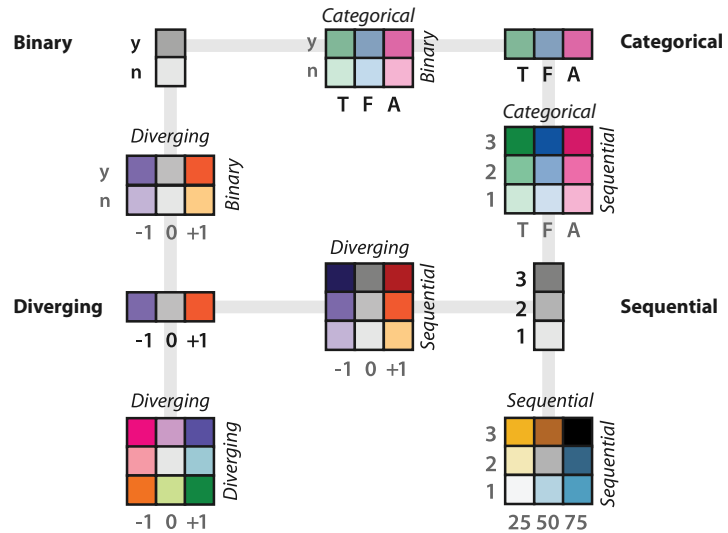 Categorical
Binary
y
n
y
n
Binary
T F A
T F A
Categorical
Categorical
3
2
1
Sequential
T F A
Diverging
y
n
Binary
-1 0 +1
Diverging
Diverging
-1 0 +1
Diverging
Sequential
-1 0 +1
3
2
1
Sequential
Diverging
Diverging
-1 0 +1
Sequential
3
2
1
Sequential
25 50 75